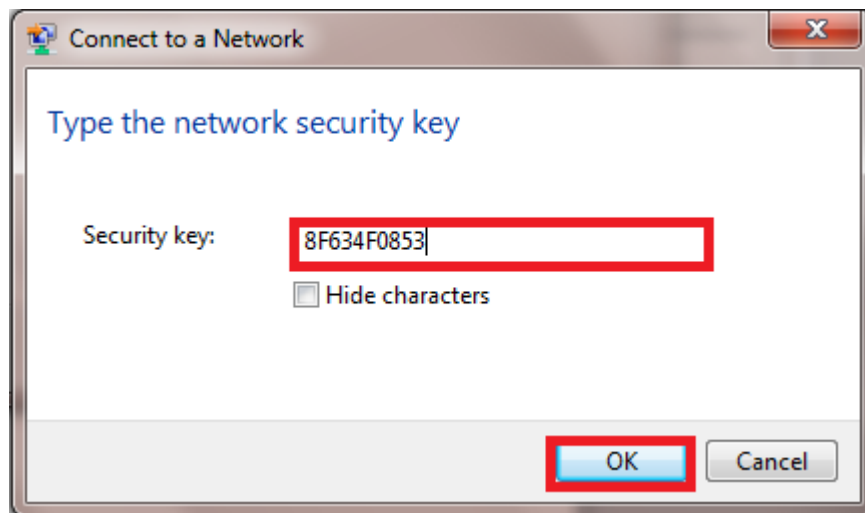 Connect to a Network
Type the network security key
Security key: 8F634F0853
Hide characters
OK Cancel